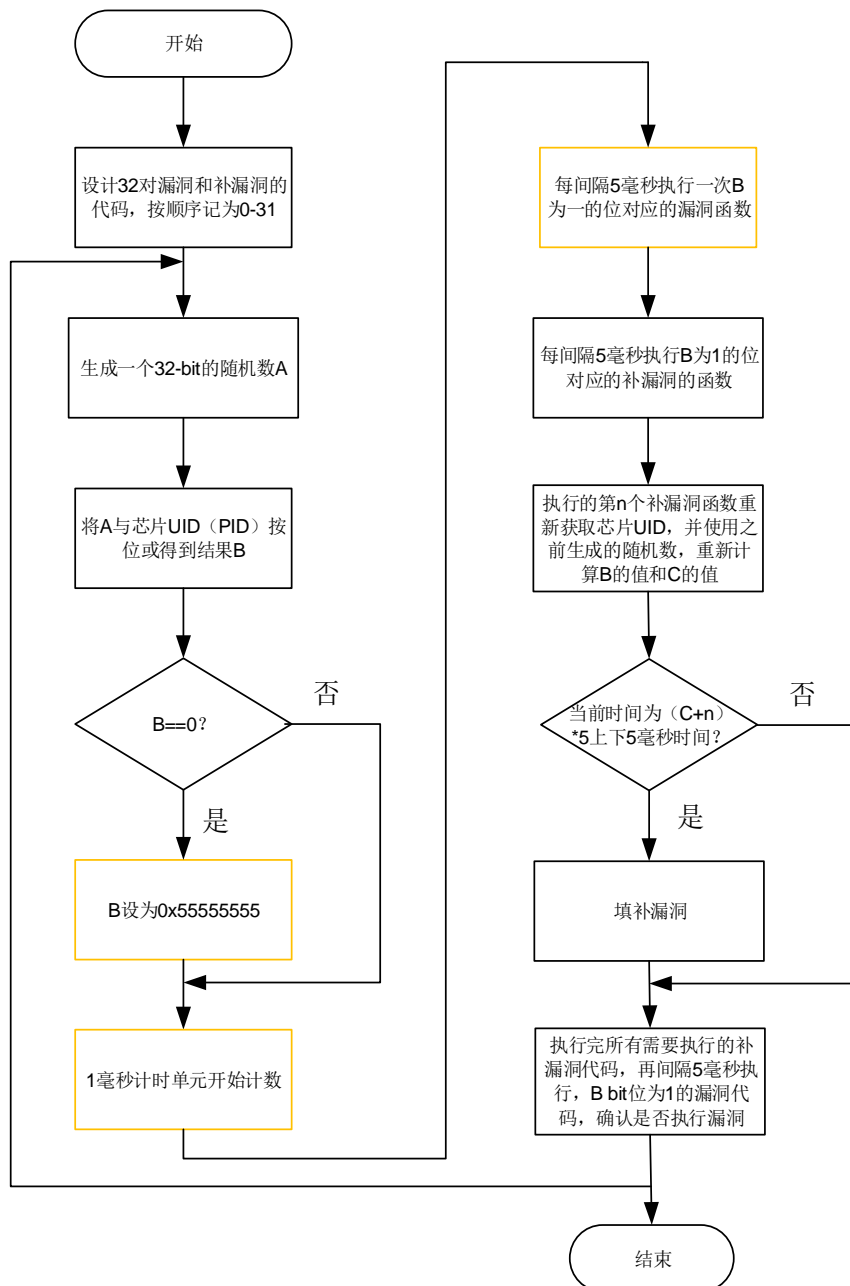 开始
设计32对漏洞和补漏洞的
代码，按顺序记为0-31
生成一个32-bit的随机数A
将A与芯片UID（PID）按
位或得到结果B
B==0？
否
是
B设为0x55555555
1毫秒计时单元开始计数
每间隔5毫秒执行一次B
为一的位对应的漏洞函数
每间隔5毫秒执行B为1的位
对应的补漏洞的函数
执行的第n个补漏洞函数重
新获取芯片UID，并使用之
前生成的随机数，重新计
算B的值和C的值
当前时间为（C+n）
*5上下5毫秒时间？
否
是
填补漏洞
执行完所有需要执行的补
漏洞代码，再间隔5毫秒执
行，B bit位为1的漏洞代
码，确认是否执行漏洞
结束